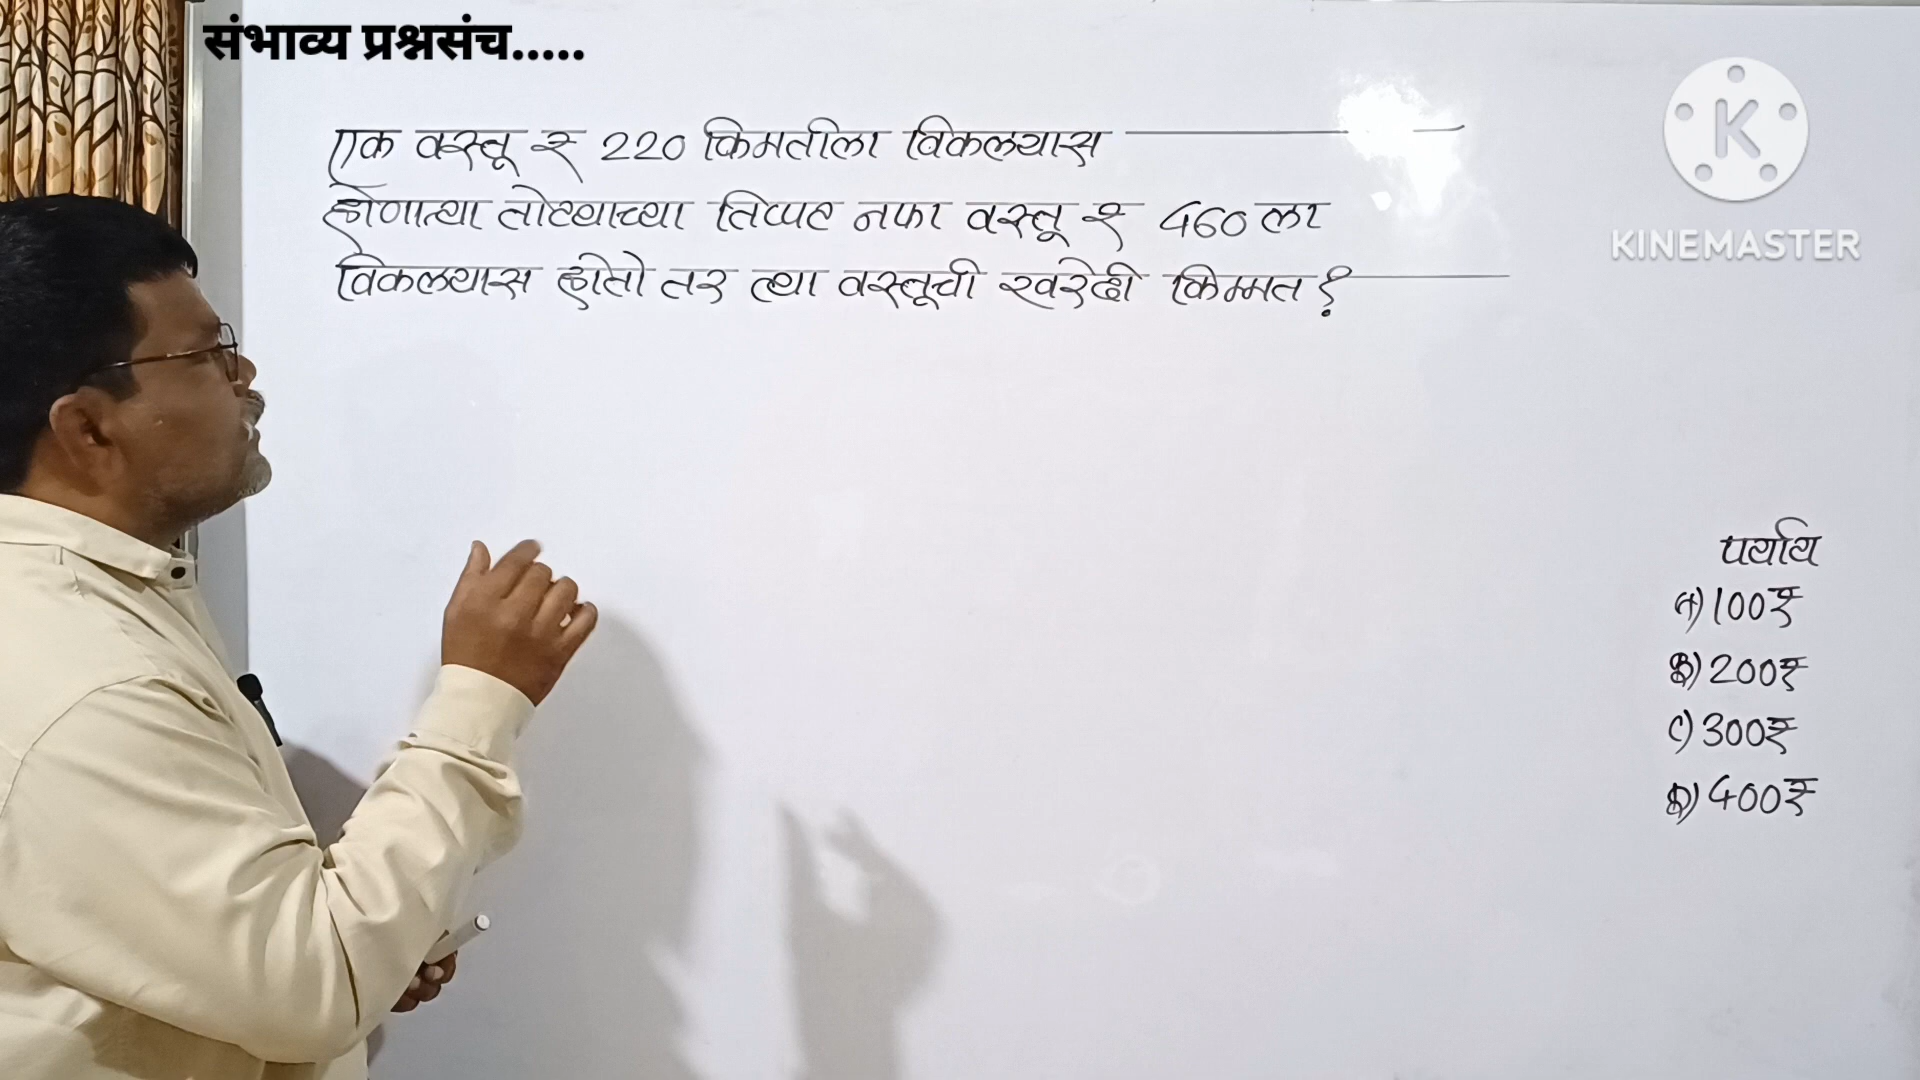 संभाव्य प्रश्नसंच.....
एक वस्तू ₹ 220 किमतीला विकल्यास
होणाऱ्या तोट्याच्या तिप्पट नफा वस्तू ₹ 460 ला
विकल्यास होतो तर त्या वस्तूची खरेदी किम्मत ?
पर्याय
A) 100₹
B) 200₹
C) 300₹
D) 400₹
KINEMASTER